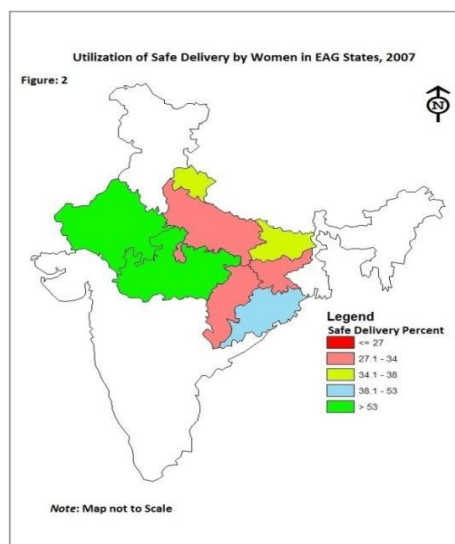 Utilization of Safe Delivery by Women in EAG States, 2007
Figure: 2
N
Legend
Safe Delivery Percent
<= 27
27.1 - 34
34.1 - 38
38.1 - 53
> 53
Note: Map not to Scale